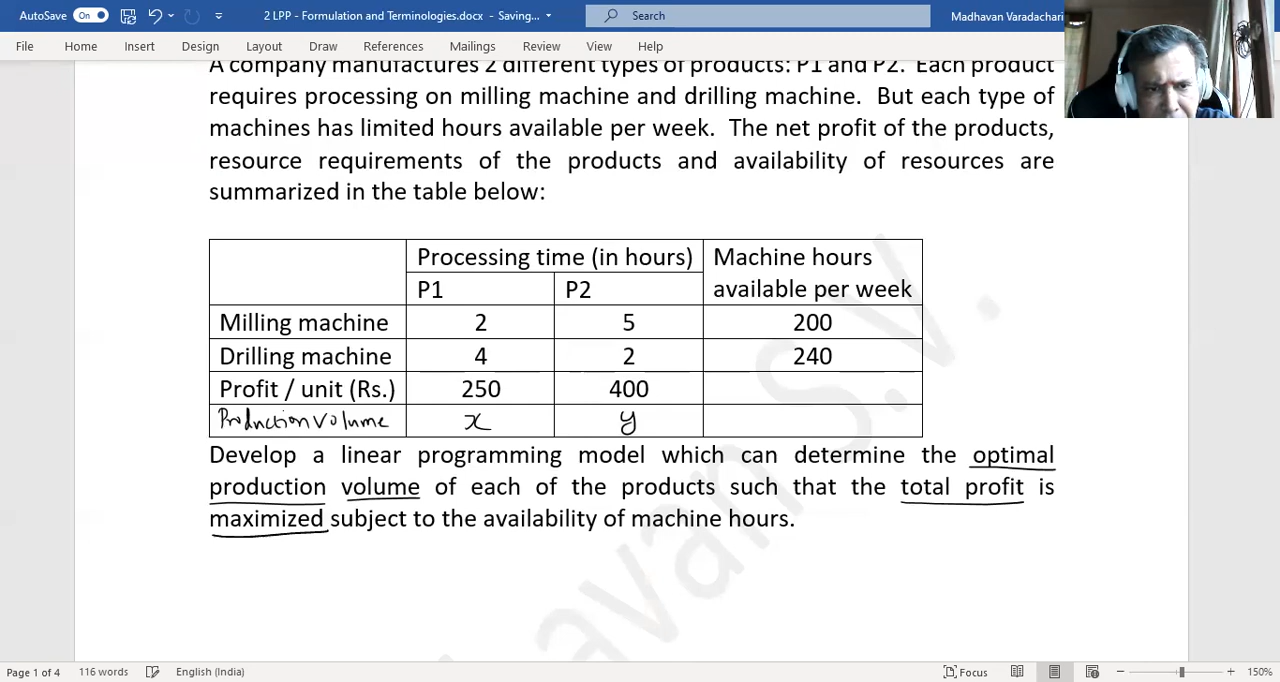 AutoSave On 2 LPP - Formulation and Terminologies.docx - Saving... Search Madhavan Varadachari
File Home Insert Design Layout Draw References Mailings Review View Help
A company manufactures 2 different types of products: P1 and P2. Each product
requires processing on milling machine and drilling machine. But each type of
machines has limited hours available per week. The net profit of the products,
resource requirements of the products and availability of resources are
summarized in the table below:
Processing time (in hours) Machine hours
P1 P2 available per week
Milling machine 2 5 200
Drilling machine 4 2 240
Profit / unit (Rs.) 250 400
Production volume x y
Develop a linear programming model which can determine the optimal
production volume of each of the products such that the total profit is
maximized subject to the availability of machine hours.
avan S.V.
Page 1 of 4 116 words English (India) Focus 150%